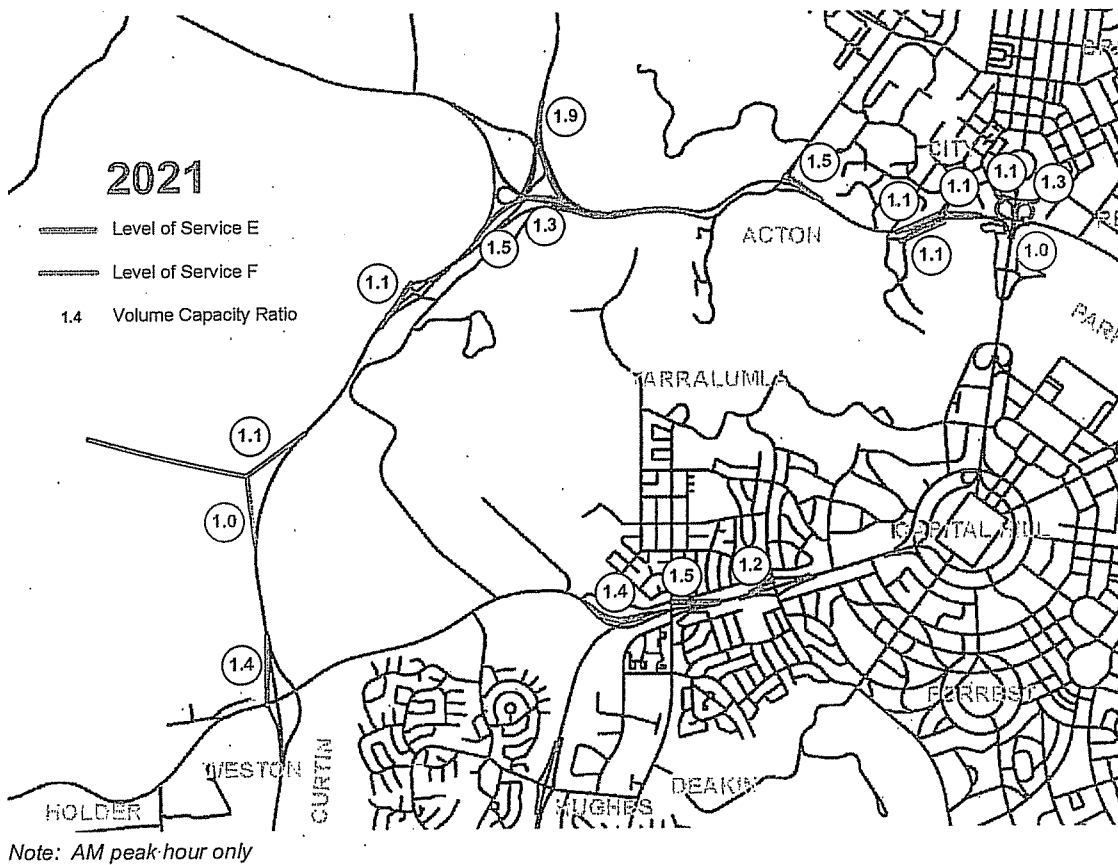 2021
Level of Service E
Level of Service F
1.4 Volume Capacity Ratio
1.9
1.5
1.3
1.5
1.1
1.1
1.0
1.4
CITY
1.1
1.1
1.1
1.3
1.1
1.0
ACTON
YARRALUMLA
CAPITAL HILL
1.4
1.5
1.2
FORREST
DEAKIN
HUGHES
CURTIN
WESTON
HOLDER
Note: AM peak hour only